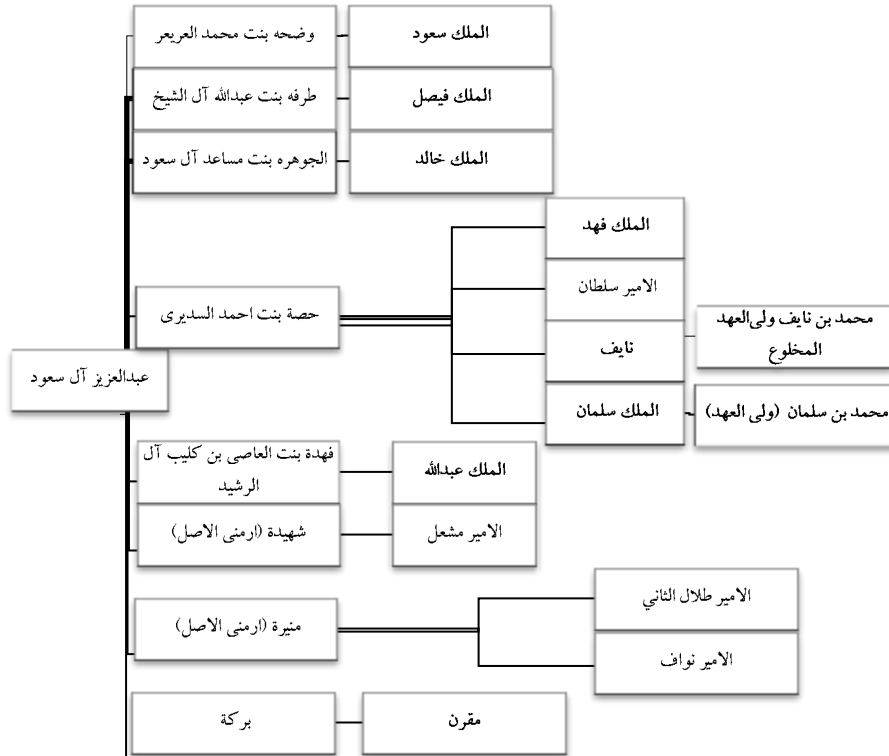 وضحه بنت محمد العريعر
الملك سعود
طرفه بنت عبدالله آل الشيخ
الملك فيصل
الجوهره بنت مساعد آل سعود
الملك خالد
الملك فهد
الامير سلطان
حصة بنت احمد السديرى
محمد بن نايف ولى‌العهد
المخلوع
نايف
عبدالعزيز آل سعود
الملك سلمان
محمد بن سلمان (ولى العهد)
فهدة بنت العاصى بن كليب آل
الرشيد
الملك عبدالله
شهيدة (ارمنى الاصل)
الامير مشعل
الامير طلال الثاني
منيرة (ارمنى الاصل)
الامير نواف
بركة
مقرن